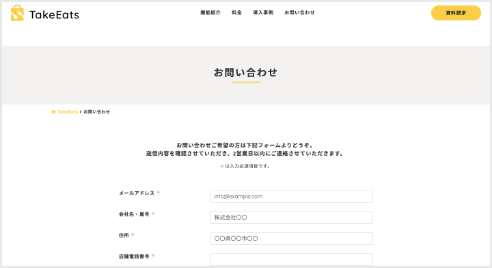 TakeEats
機能紹介 料金 導入事例 お問い合わせ
資料請求
お問い合わせ
TakeEats お問い合わせ
お問い合わせご希望の方は下記フォームよりどうぞ。
送信内容を確認させていただき、2営業日以内にご連絡させていただきます。
※は入力必須項目です。
メールアドレス ※
info@example.com
会社名・屋号 ※
株式会社〇〇
住所 ※
〇〇県〇〇市〇〇
店舗電話番号 ※